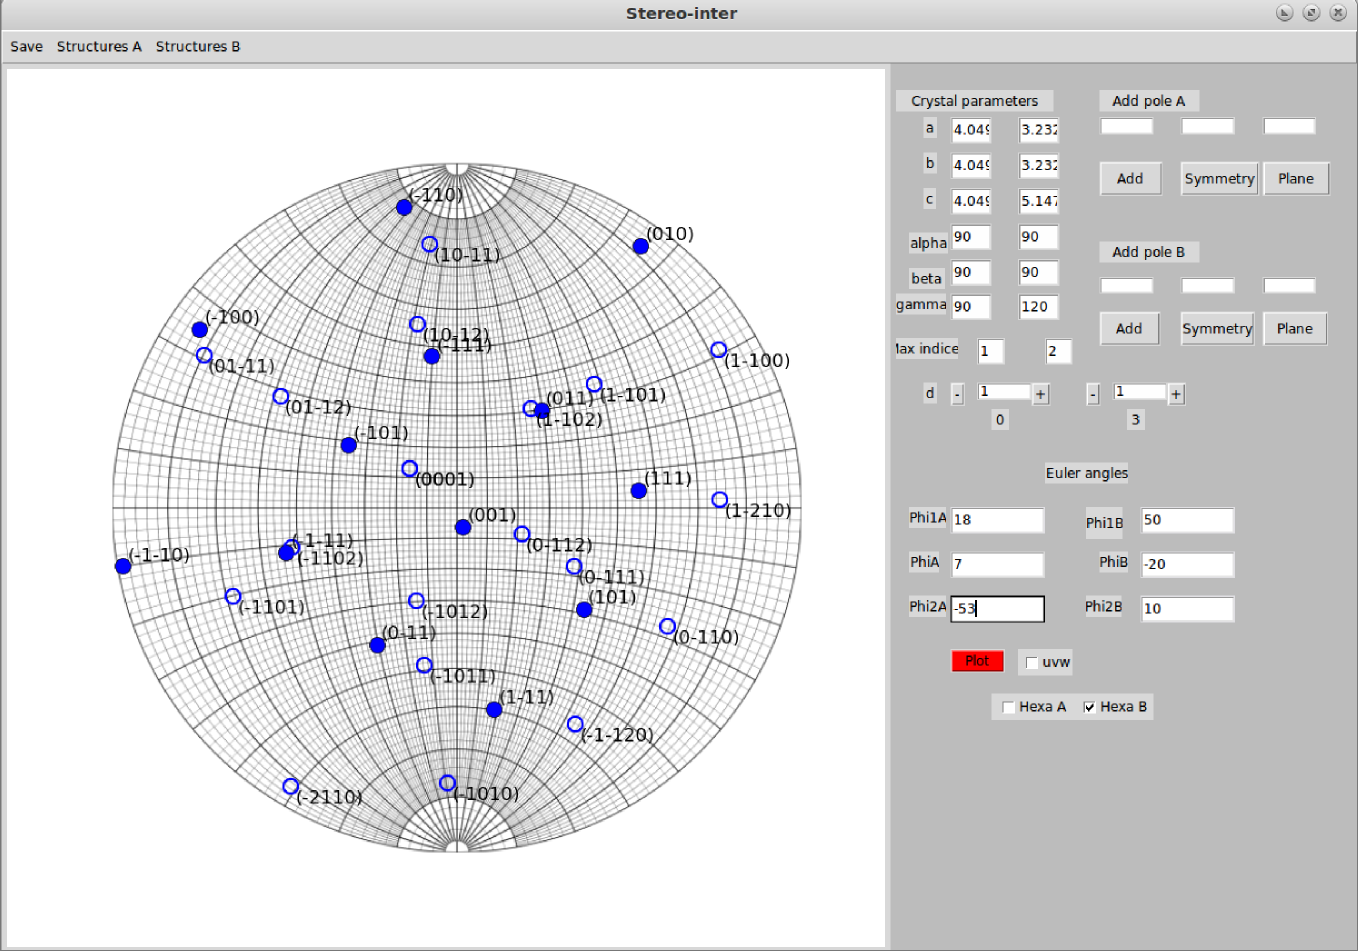 Stereo-inter
Save Structures A Structures B
(-110)
(010)
(10-11)
(-100)
(10-12)
(-111)
(01-11)
(1-100)
(1-101)
(011)
(01-12)
(1-102)
(-101)
(0001)
(111)
(1-210)
(001)
(-1-11)
(0-112)
(-1-10)
(-1102)
(0-111)
(101)
(-1101)
(-1012)
(0-11)
(0-110)
(-1011)
(1-11)
(-1-120)
(-1010)
(-2110)
Crystal parameters
a 4.049 3.232
b 4.049 3.232
c 4.049 5.147
alpha 90 90
beta 90 90
gamma 90 120
Max indice 1 2
d - 1 + - 1 +
0 3
Add pole A
Add Symmetry Plane
Add pole B
Add Symmetry Plane
Euler angles
Phi1A 18 Phi1B 50
PhiA 7 PhiB -20
Phi2A -53 Phi2B 10
Plot uvw
Hexa A Hexa B